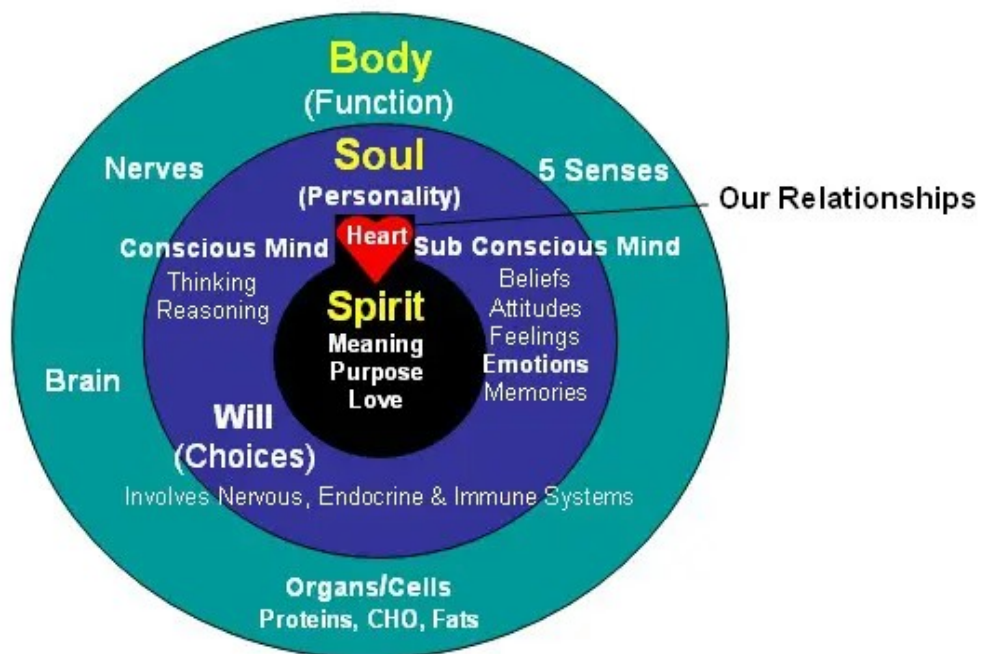 Body
(Function)
Nerves
Soul
(Personality)
5 Senses
Our Relationships
Heart
Conscious Mind
Thinking
Reasoning
Sub Conscious Mind
Beliefs
Attitudes
Feelings
Emotions
Memories
Spirit
Meaning
Purpose
Love
Brain
Will
(Choices)
Involves Nervous, Endocrine & Immune Systems
Organs/Cells
Proteins, CHO, Fats